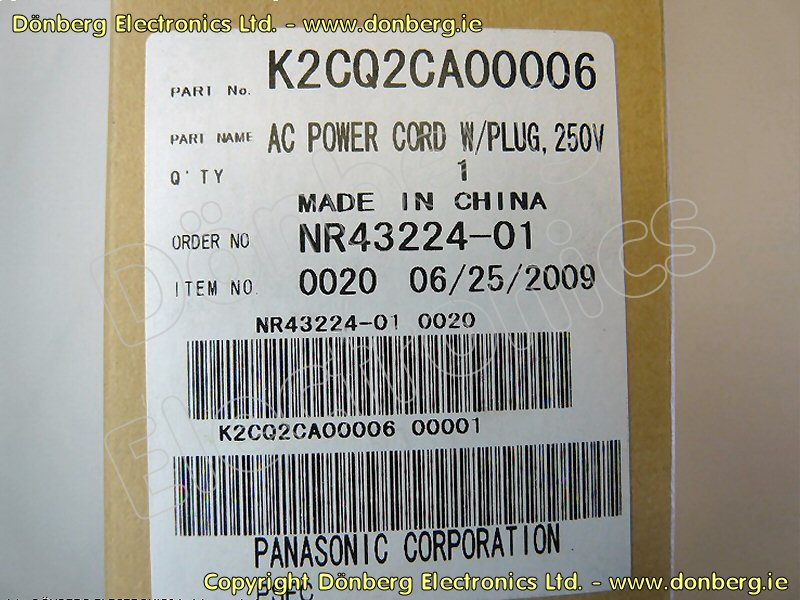 Dönberg Electronics Ltd. - www.donberg.ie
PART No. K2CQ2CA00006
PART NAME AC POWER CORD W/PLUG, 250V
Q'TY 1
MADE IN CHINA
ORDER NO NR43224-01
ITEM NO. 0020 06/25/2009
NR43224-01 0020
K2CQ2CA00006 00001
PANASONIC CORPORATION
Copyright Dönberg Electronics Ltd. - www.donberg.ie
Dönberg
Electronics